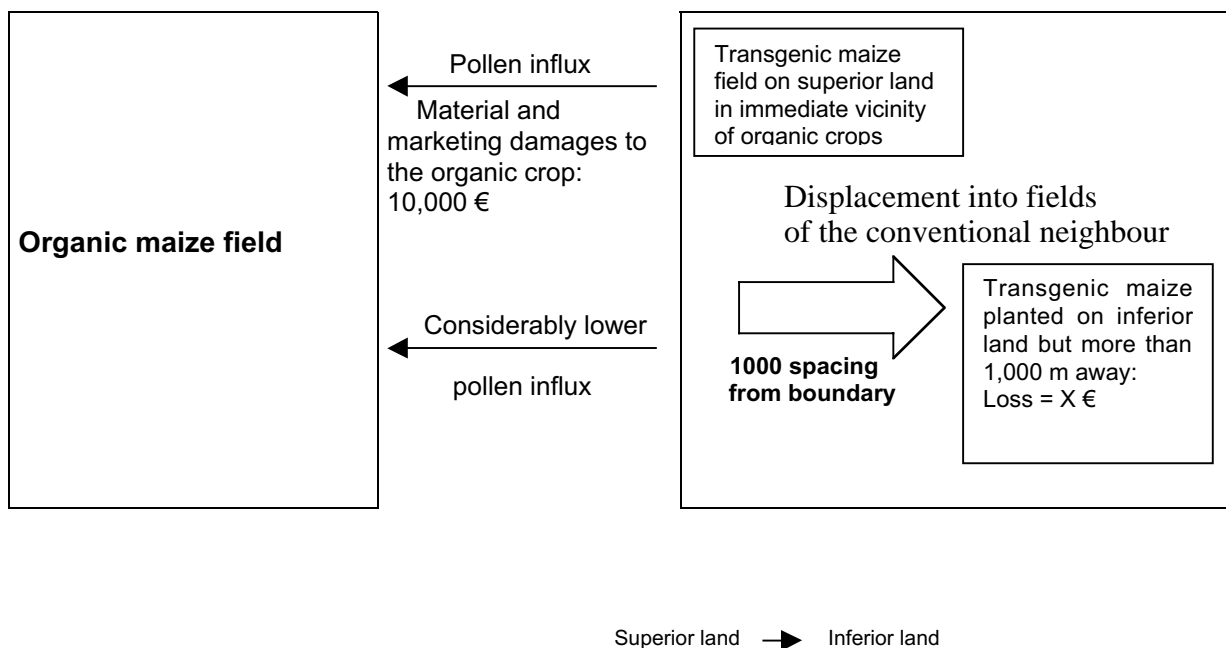 Organic maize field
Pollen influx
Material and
marketing damages to
the organic crop:
10,000 €
Considerably lower
pollen influx
Transgenic maize
field on superior land
in immediate vicinity
of organic crops
Displacement into fields
of the conventional neighbour
1000 spacing
from boundary
Transgenic maize
planted on inferior
land but more than
1,000 m away:
Loss = X €
Superior land
Inferior land